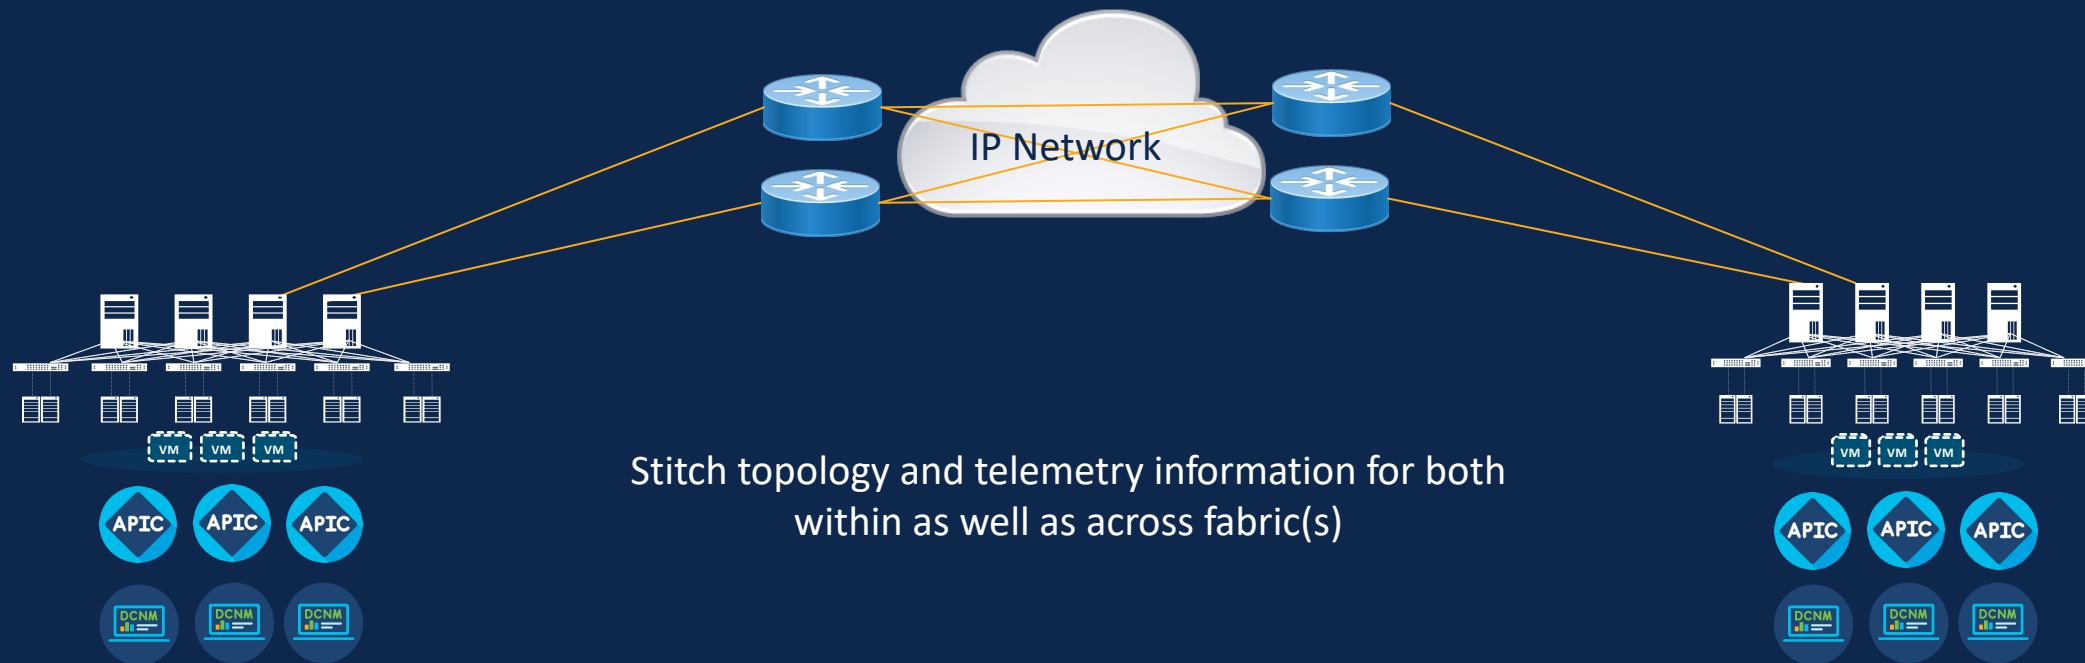 IP Network
VM VM VM
VM VM VM
Stitch topology and telemetry information for both
within as well as across fabric(s)
APIC APIC APIC
APIC APIC APIC
DCNM DCNM DCNM
DCNM DCNM DCNM